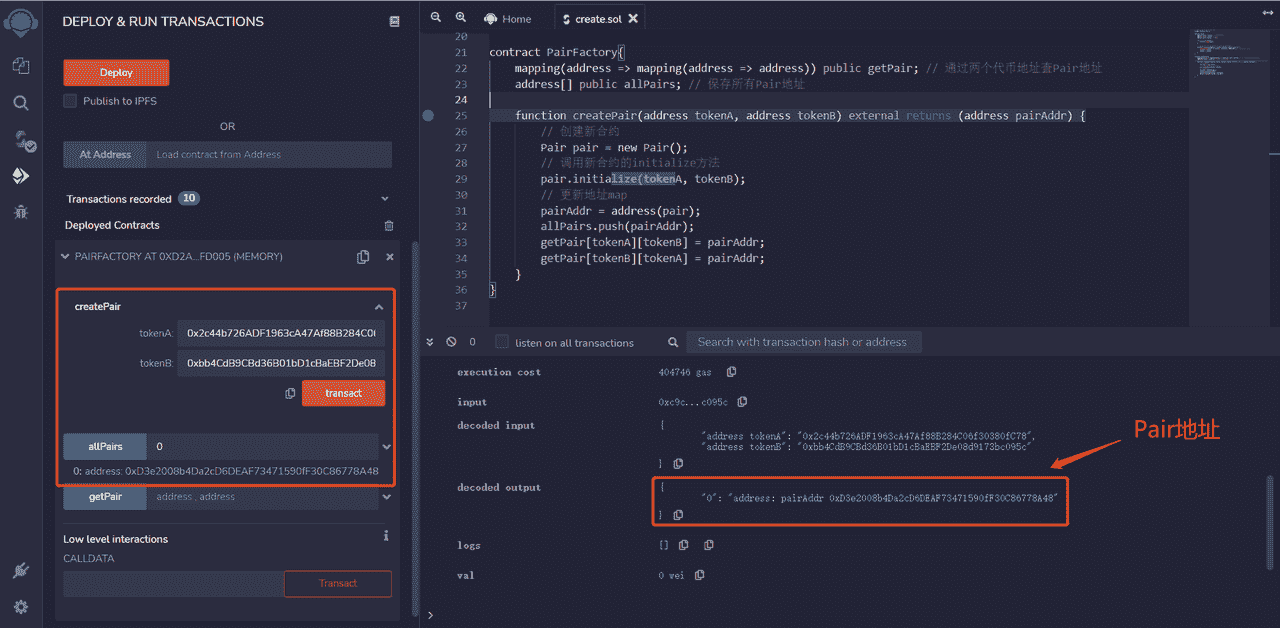 DEPLOY & RUN TRANSACTIONS
Deploy
Publish to IPFS
OR
At Address
Load contract from Address
Transactions recorded 10
Deployed Contracts
PAIRFACTORY AT 0XD2A...FD005 (MEMORY)
createPair
tokenA: 0x2c44b726ADF1963cA47Af88B284C0(
tokenB: 0xbb4CdB9CBd36B01bD1cBaEBF2De08
transact
allPairs 0
0: address: 0xD3e2008b4Da2cD6DEAF73471590fF30C86778A48
getPair address , address
Low level interactions
CALLDATA
Transact
Home
create.sol
20
21 contract PairFactory{
22 mapping(address => mapping(address => address)) public getPair; // 通过两个代币地址查Pair地址
23 address[] public allPairs; // 保存所有Pair地址
24
25 function createPair(address tokenA, address tokenB) external returns (address pairAddr) {
26 // 创建新合约
27 Pair pair = new Pair();
28 // 调用新合约的initialize方法
29 pair.initialize(tokenA, tokenB);
30 // 更新地址map
31 pairAddr = address(pair);
32 allPairs.push(pairAddr);
33 getPair[tokenA][tokenB] = pairAddr;
34 getPair[tokenB][tokenA] = pairAddr;
35 }
36 }
37
0
listen on all transactions
Search with transaction hash or address
execution cost 404746 gas
input 0xc9c...c095c
decoded input {
"address tokenA": "0x2c44b726ADF1963cA47Af88B284C06f30380fC78",
"address tokenB": "0xbb4CdB9CBd36B01bD1cBaEBF2De08d9173bc095c"
}
Pair地址
decoded output {
"0": "address: pairAddr 0xD3e2008b4Da2cD6DEAF73471590fF30C86778A48"
}
logs []
val 0 wei
>